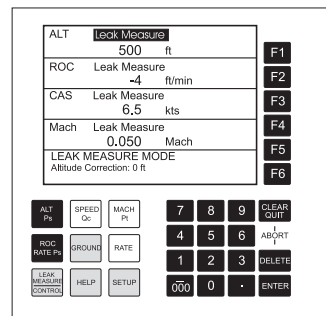 ALT Leak Measure
500 ft
ROC Leak Measure
-4 ft/min
CAS Leak Measure
6.5 kts
Mach Leak Measure
0.050 Mach
LEAK MEASURE MODE
Altitude Correction: 0 ft
F1
F2
F3
F4
F5
F6
ALT Ps
SPEED Qc
MACH Pt
ROC RATE Ps
GROUND
RATE
LEAK MEASURE CONTROL
HELP
SETUP
7 8 9 CLEAR QUIT
4 5 6 ABORT
1 2 3 DELETE
000 0 . ENTER